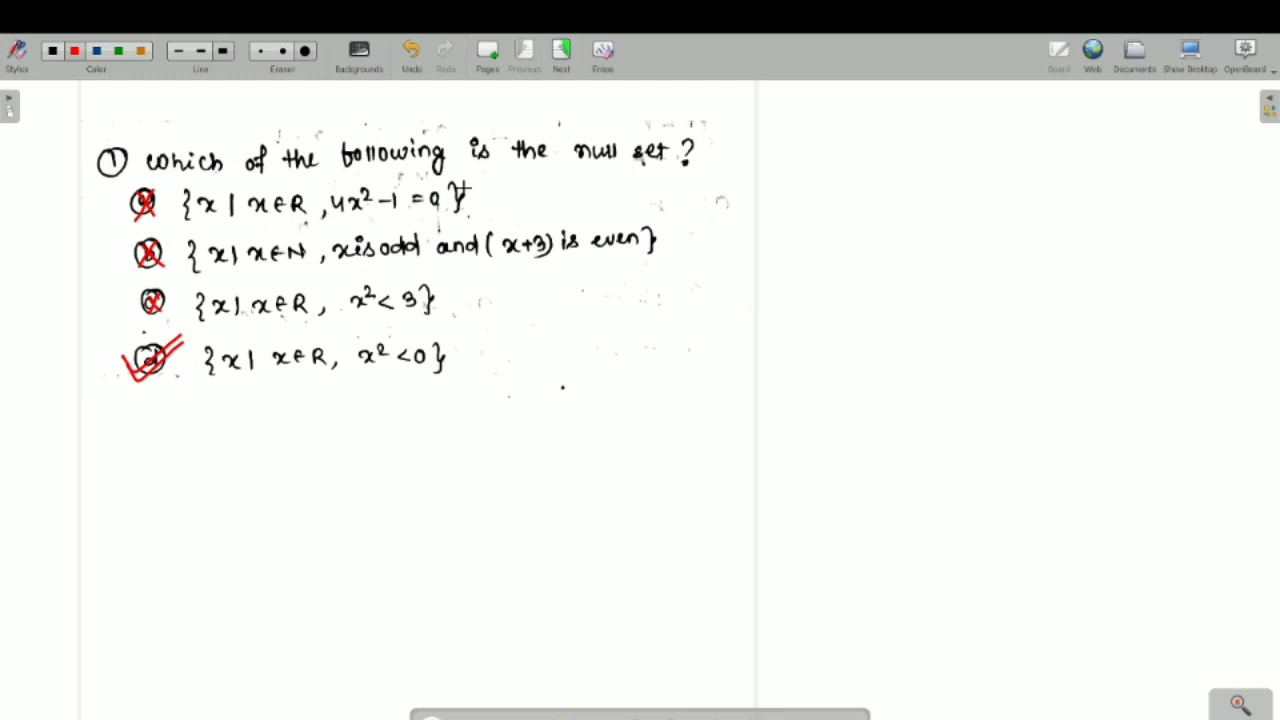 Styles Color Line Eraser Backgrounds Undo Redo Pages Previous Next Erase Board Web Documents Show Desktop OpenBoard
① Which of the following is the null set?
{x | x∈R, 4x²-1=9}
{x | x∈N, x is odd and (x+3) is even}
{x | x∈R, x²<3}
ⓓ {x | x∈R, x²<0}